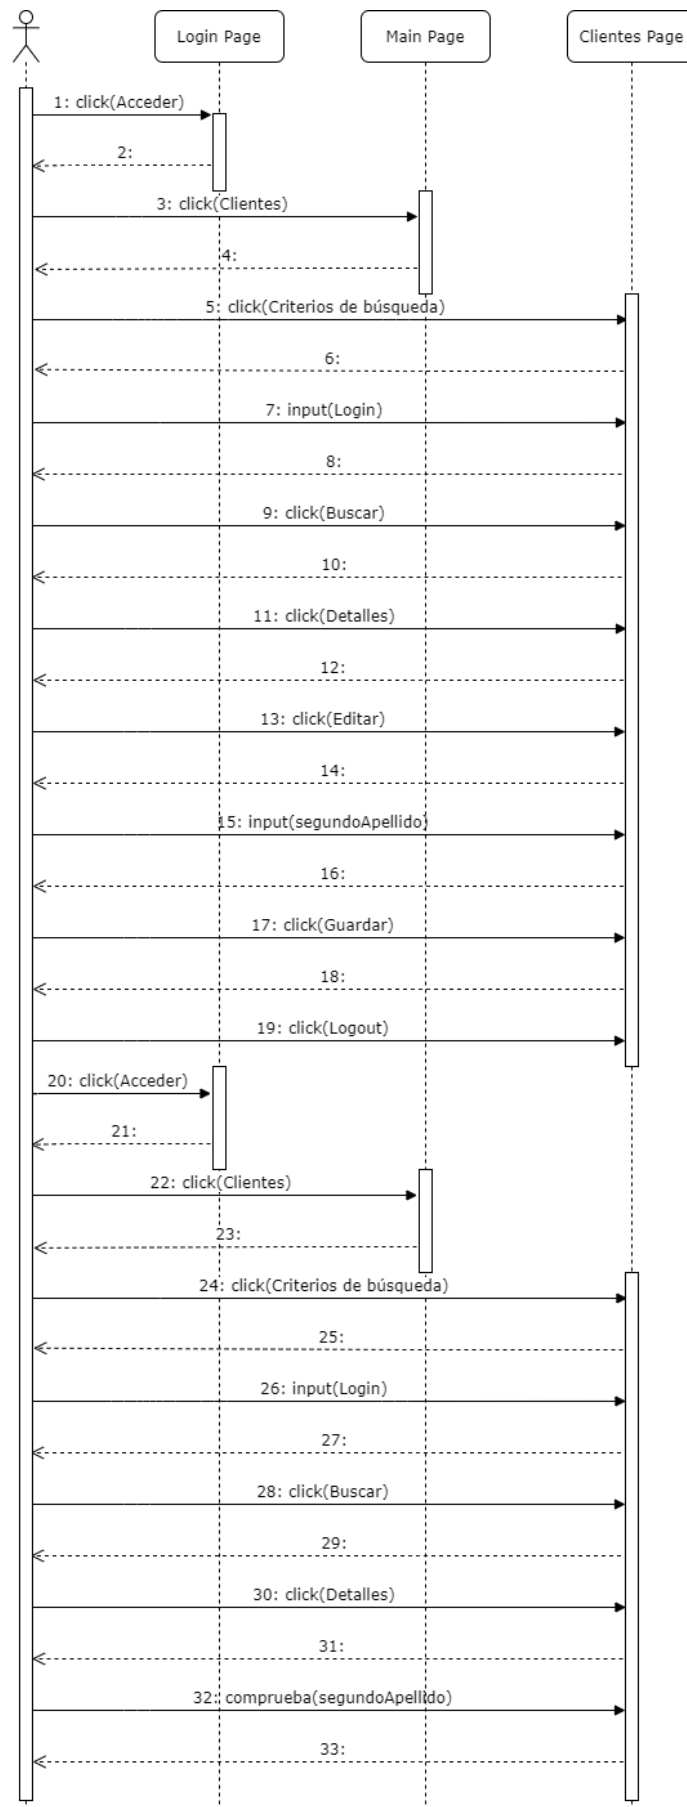 Login Page
Main Page
Clientes Page
1: click(Acceder)
2:
3: click(Clientes)
4:
5: click(Criterios de búsqueda)
6:
7: input(Login)
8:
9: click(Buscar)
10:
11: click(Detalles)
12:
13: click(Editar)
14:
15: input(segundoApellido)
16:
17: click(Guardar)
18:
19: click(Logout)
20: click(Acceder)
21:
22: click(Clientes)
23:
24: click(Criterios de búsqueda)
25:
26: input(Login)
27:
28: click(Buscar)
29:
30: click(Detalles)
31:
32: comprueba(segundoApellido)
33: